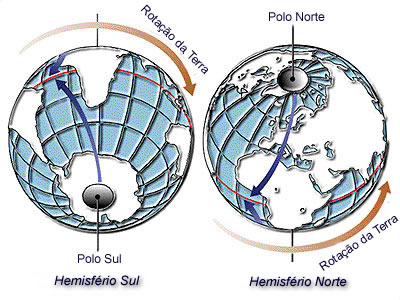 Rotação da Terra
Polo Sul
Hemisfério Sul
Polo Norte
Rotação da Terra
Hemisfério Norte